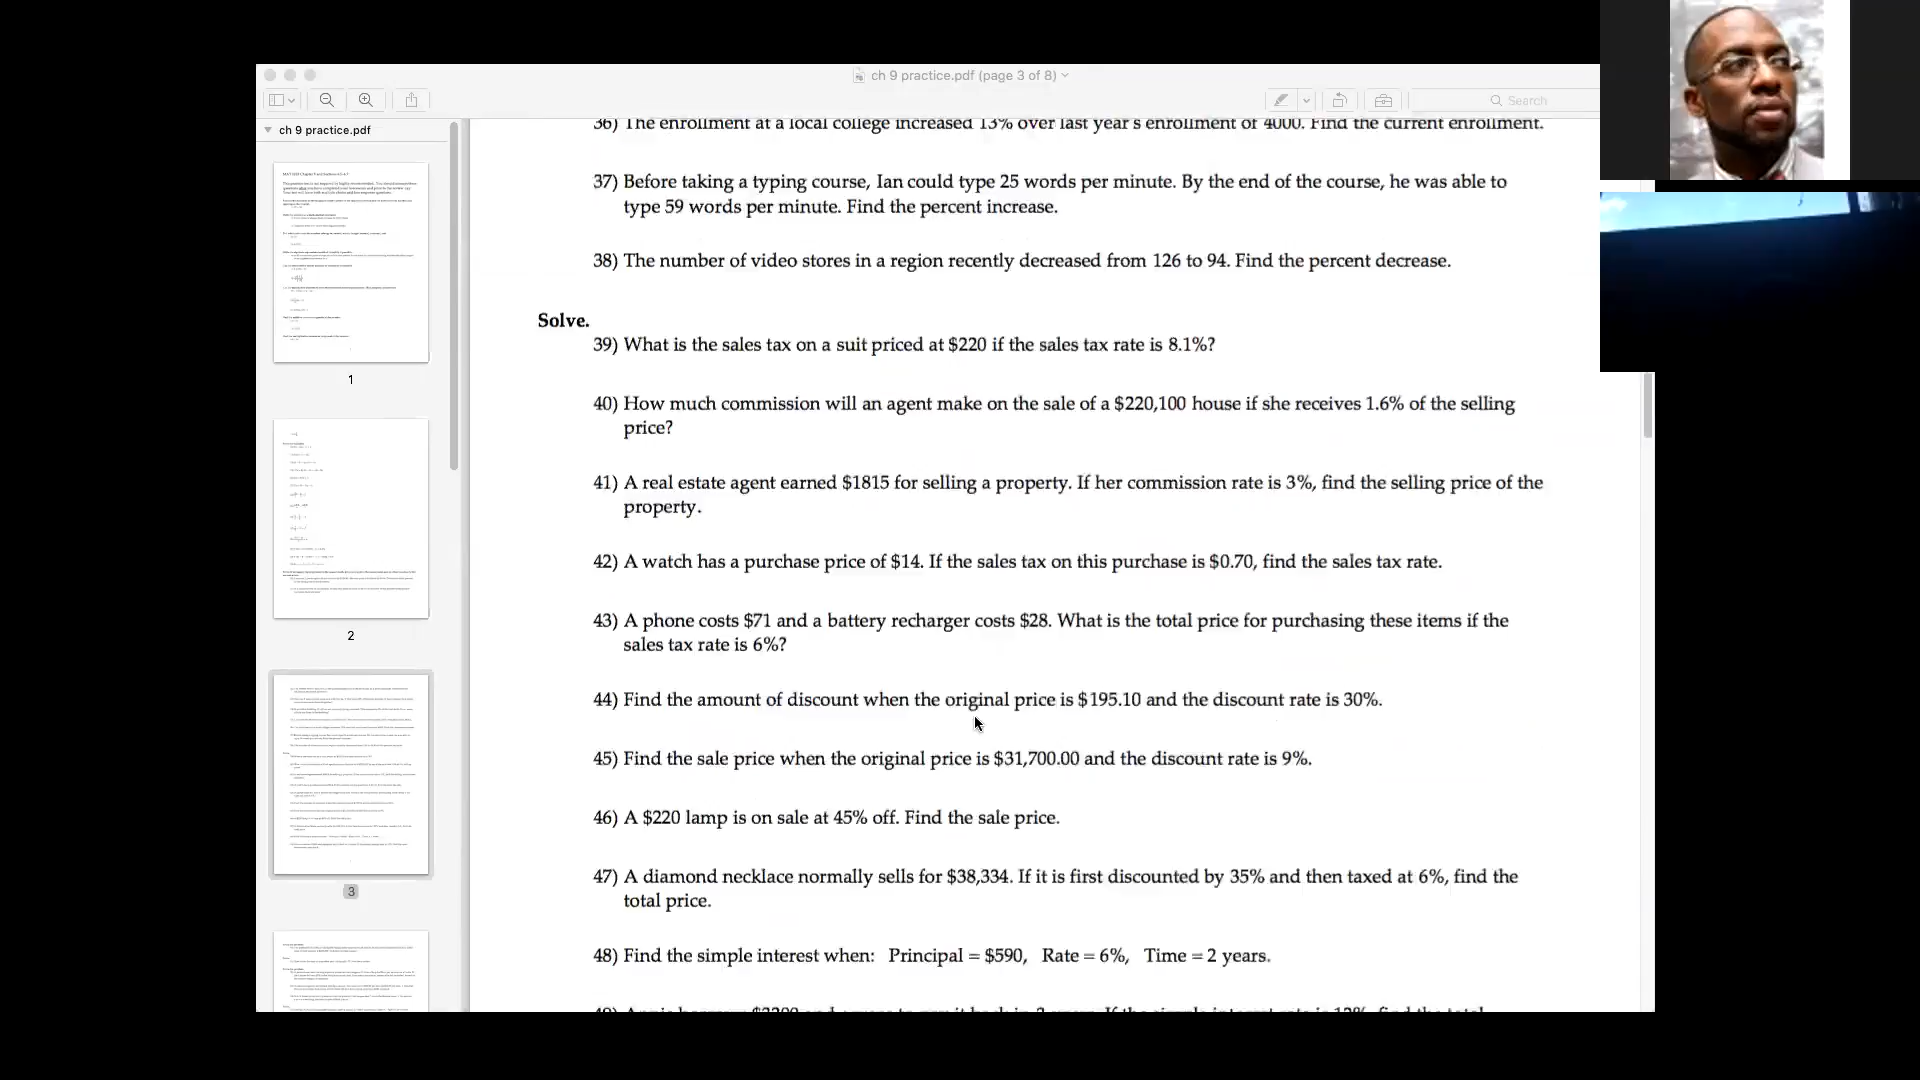 ch 9 practice.pdf (page 3 of 8)
Search
ch 9 practice.pdf
1
2
3
36) The enrollment at a local college increased 13% over last year's enrollment of 4000. Find the current enrollment.
37) Before taking a typing course, Ian could type 25 words per minute. By the end of the course, he was able to
type 59 words per minute. Find the percent increase.
38) The number of video stores in a region recently decreased from 126 to 94. Find the percent decrease.
Solve.
39) What is the sales tax on a suit priced at $220 if the sales tax rate is 8.1%?
40) How much commission will an agent make on the sale of a $220,100 house if she receives 1.6% of the selling
price?
41) A real estate agent earned $1815 for selling a property. If her commission rate is 3%, find the selling price of the
property.
42) A watch has a purchase price of $14. If the sales tax on this purchase is $0.70, find the sales tax rate.
43) A phone costs $71 and a battery recharger costs $28. What is the total price for purchasing these items if the
sales tax rate is 6%?
44) Find the amount of discount when the original price is $195.10 and the discount rate is 30%.
45) Find the sale price when the original price is $31,700.00 and the discount rate is 9%.
46) A $220 lamp is on sale at 45% off. Find the sale price.
47) A diamond necklace normally sells for $38,334. If it is first discounted by 35% and then taxed at 6%, find the
total price.
48) Find the simple interest when: Principal = $590, Rate = 6%, Time = 2 years.